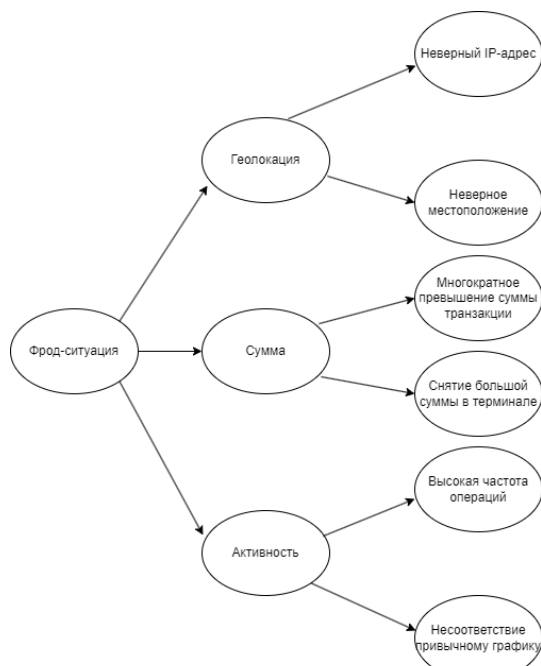 Неверный IP-адрес
Геолокация
Неверное
местоположение
Многократное
превышение суммы
транзакции
Фрод-ситуация
Сумма
Снятие большой
суммы в терминале
Высокая частота
операций
Активность
Несоответствие
привычному графику